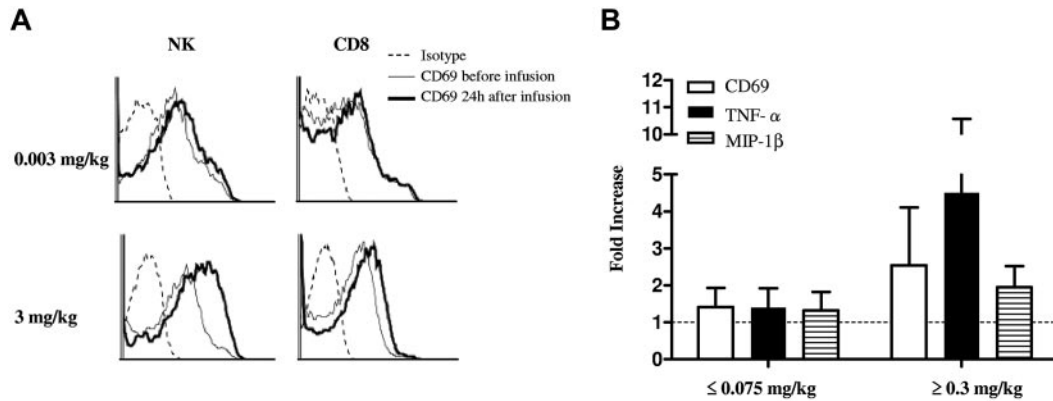 A
NK
CD8
Isotype
CD69 before infusion
CD69 24h after infusion
0.003 mg/kg
3 mg/kg
B
Fold Increase
12
11
10
5
4
3
2
1
0
CD69
TNF- α
MIP-1β
≤ 0.075 mg/kg
≥ 0.3 mg/kg